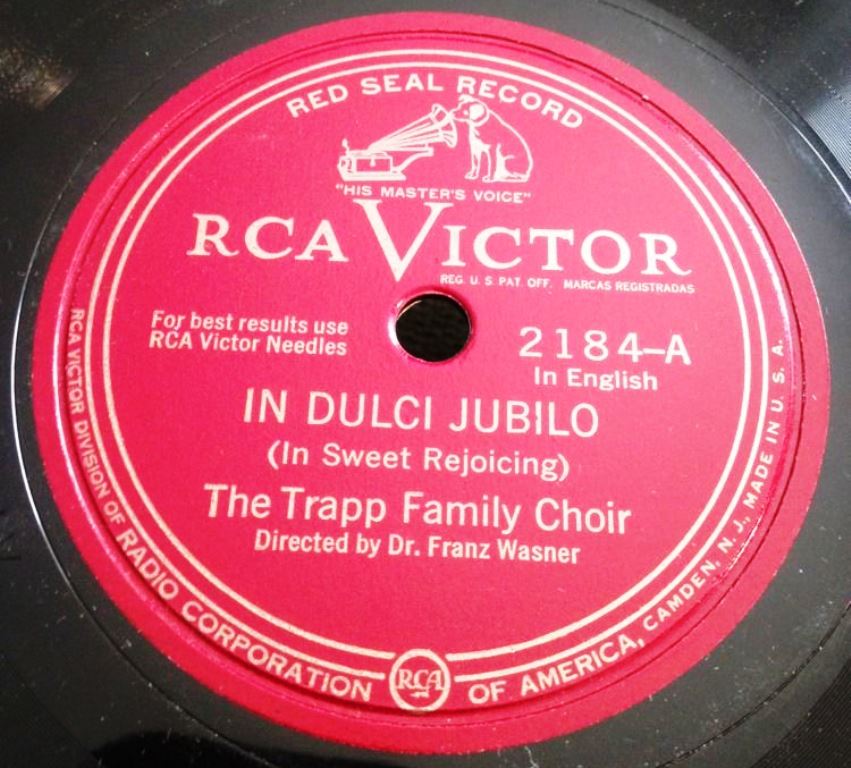 RED SEAL RECORD
"HIS MASTER'S VOICE"
RCA VICTOR
REG. U. S. PAT. OFF. MARCAS REGISTRADAS
For best results use
RCA Victor Needles
2184-A
In English
IN DULCI JUBILO
(In Sweet Rejoicing)
The Trapp Family Choir
Directed by Dr. Franz Wasner
RCA VICTOR DIVISION OF RADIO CORPORATION OF AMERICA, CAMDEN, N. J., MADE IN U. S. A.
RCA